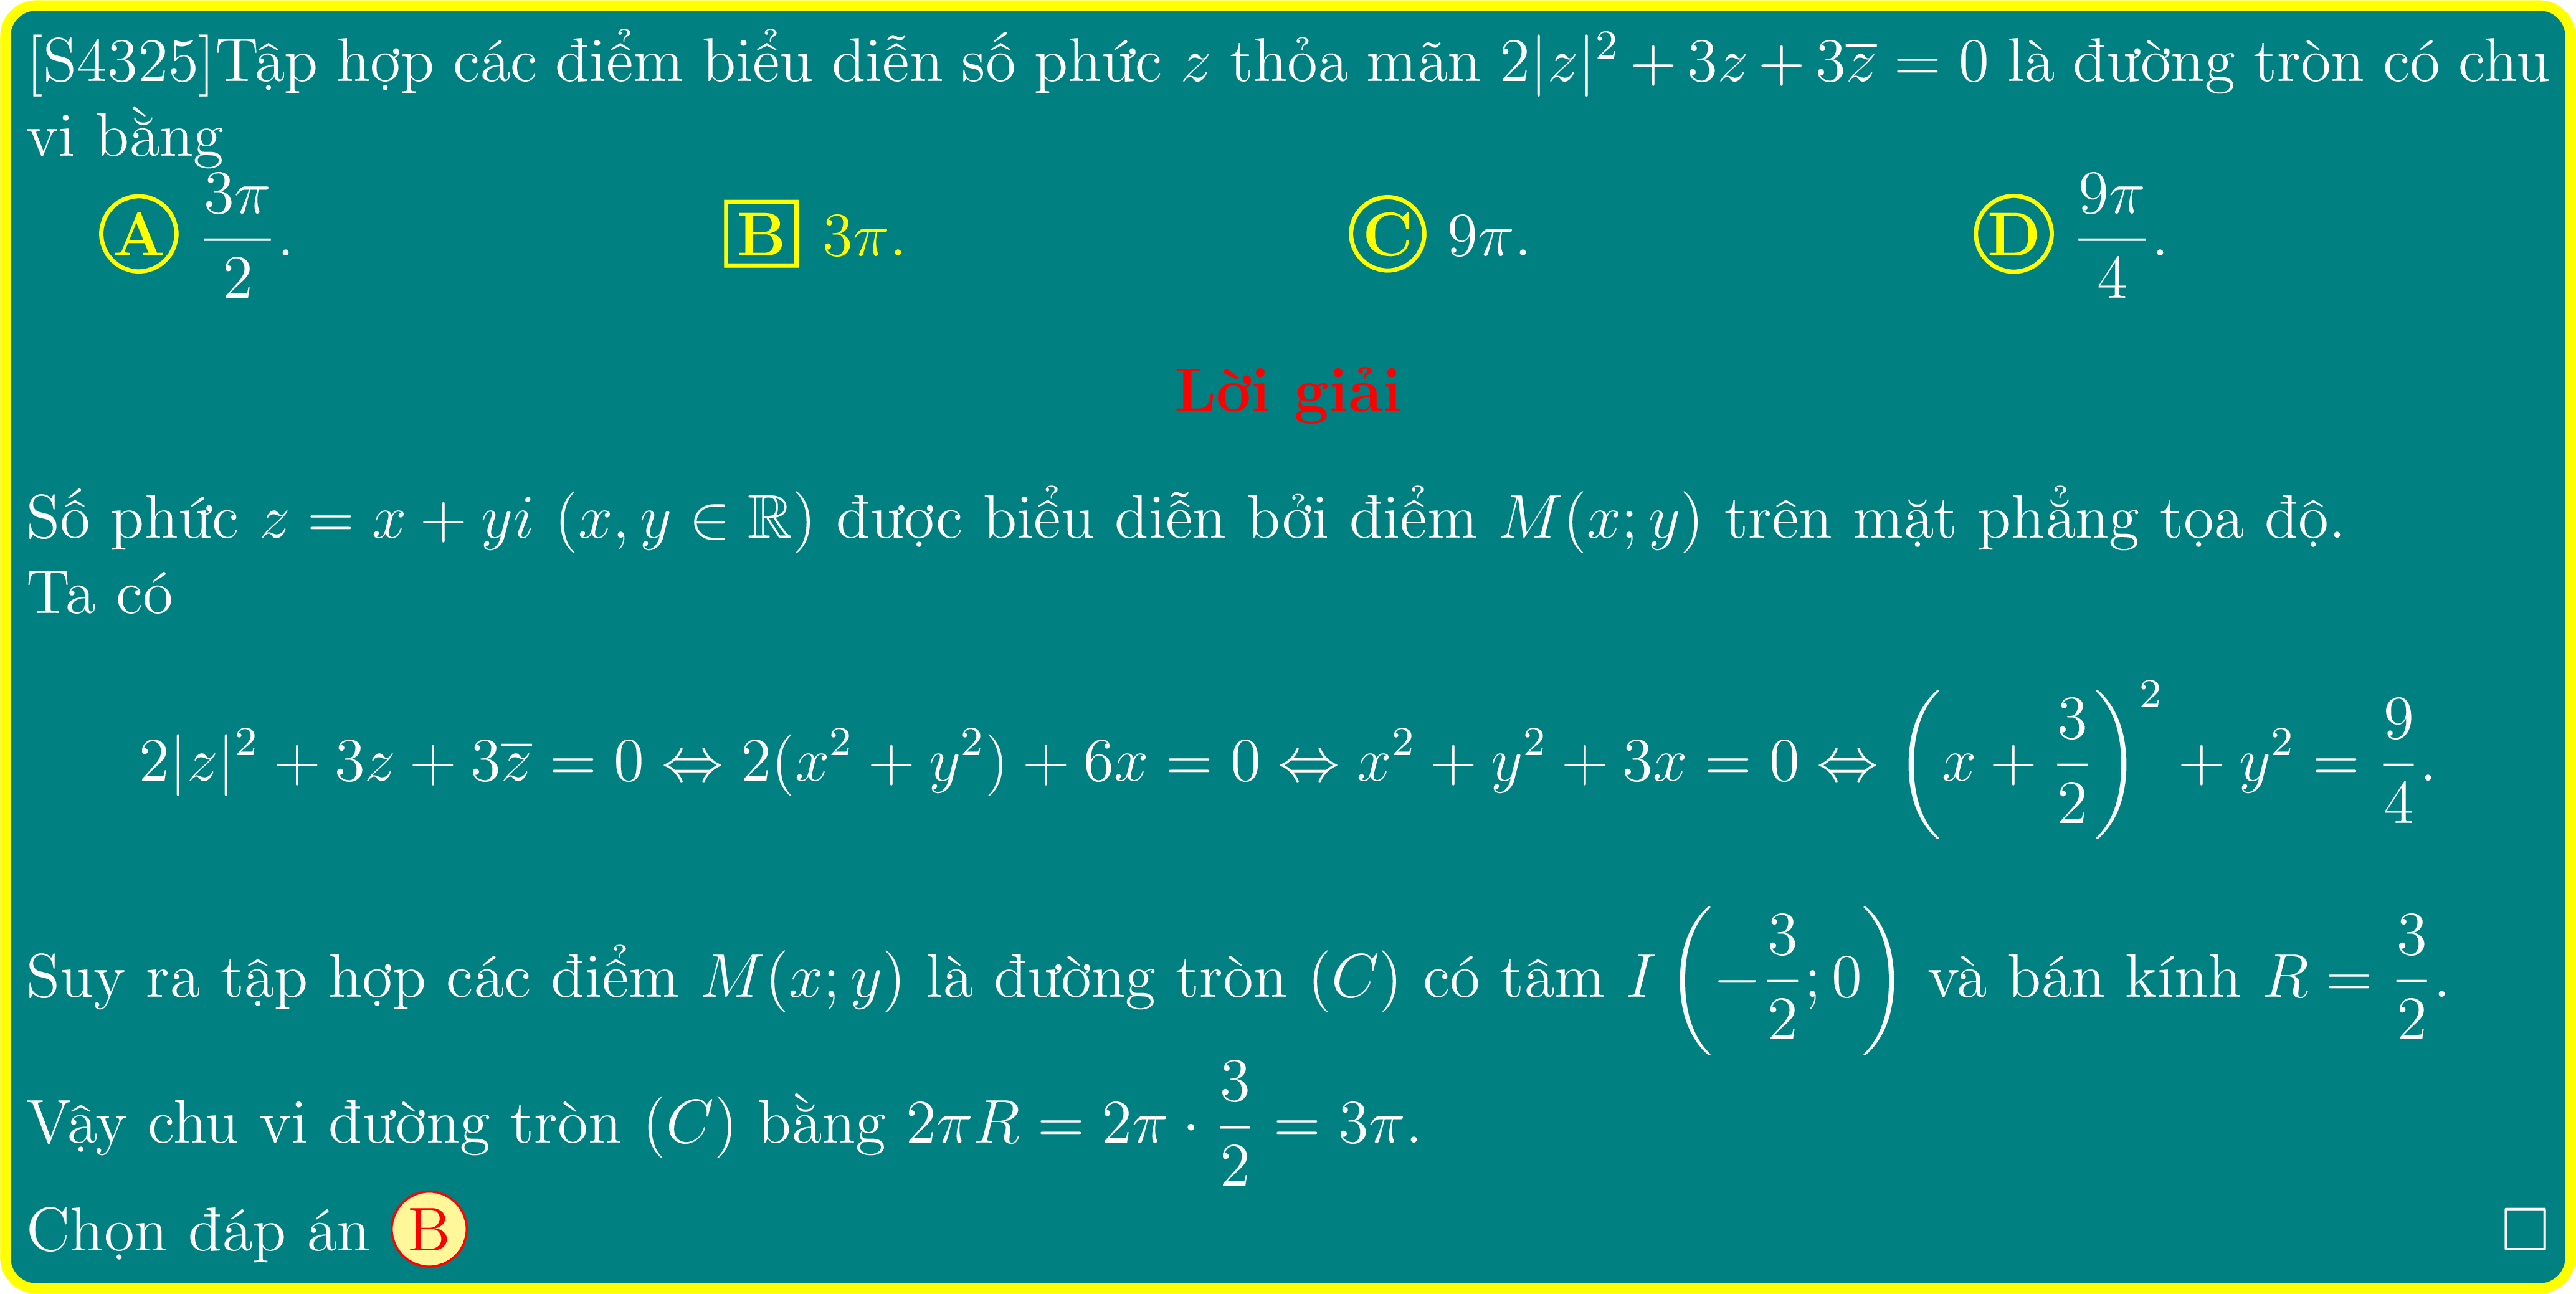 [S4325]Tập hợp các điểm biểu diễn số phức $z$ thỏa mãn $2|z|^2 + 3z + 3\overline{z} = 0$ là đường tròn có chu
vi bằng
A $\frac{3\pi}{2}$. B $3\pi$. C $9\pi$. D $\frac{9\pi}{4}$.
Lời giải
Số phức $z = x + yi$ $(x, y \in \mathbb{R})$ được biểu diễn bởi điểm $M(x; y)$ trên mặt phẳng tọa độ.
Ta có
$2|z|^2 + 3z + 3\overline{z} = 0 \Leftrightarrow 2(x^2 + y^2) + 6x = 0 \Leftrightarrow x^2 + y^2 + 3x = 0 \Leftrightarrow \left(x + \frac{3}{2}\right)^2 + y^2 = \frac{9}{4}.$
Suy ra tập hợp các điểm $M(x; y)$ là đường tròn $(C)$ có tâm $I\left(-\frac{3}{2}; 0\right)$ và bán kính $R = \frac{3}{2}$.
Vậy chu vi đường tròn $(C)$ bằng $2\pi R = 2\pi \cdot \frac{3}{2} = 3\pi$.
Chọn đáp án B □